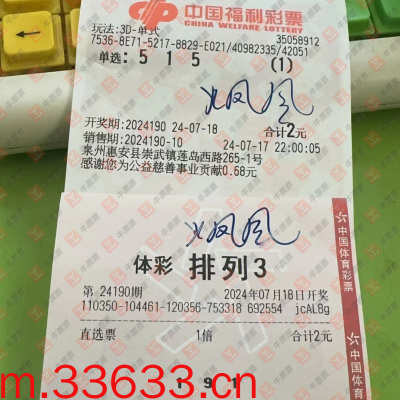 中国福利彩票
CHINA WELFARE LOTTERY
玩法:3D-单式 35058912
7536-8E71-5217-8829-E021/40982335/42051
单选: 5 1 5 (1)
开奖期:2024190 24-07-18 合计2元
销售期:2024190-10 24-07-17 22:00:05
泉州惠安县崇武镇莲岛西路265-1号
感谢您为公益慈善事业贡献0.68元
体彩 排列3
第 24190期 2024年07月18日开奖
110350-104461-120356-753318 692554 jcAL8g
直选票 1倍 合计2元
中国体育彩票
中国体育
m.33633.cn